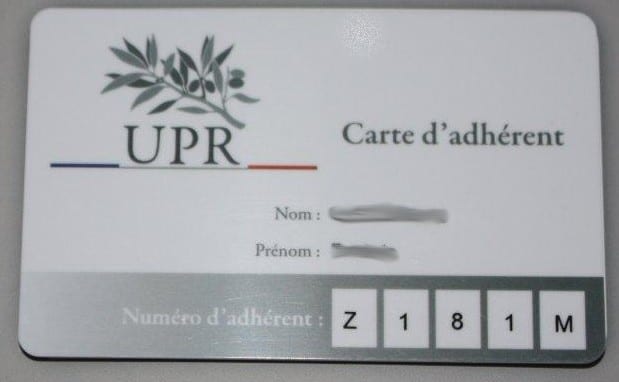 UPR
Carte d'adhérent
Nom :
Prénom :
Numéro d'adhérent : Z 1 8 1 M